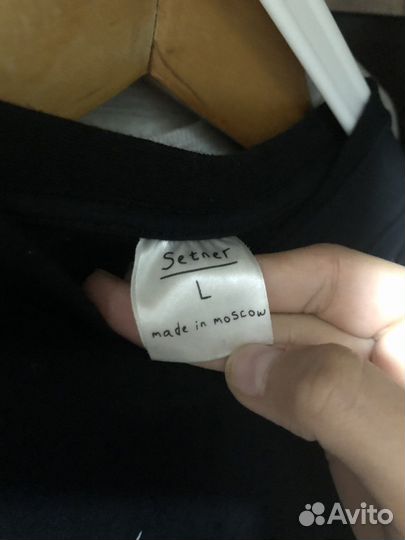 Setner
L
made in moscow
Avito